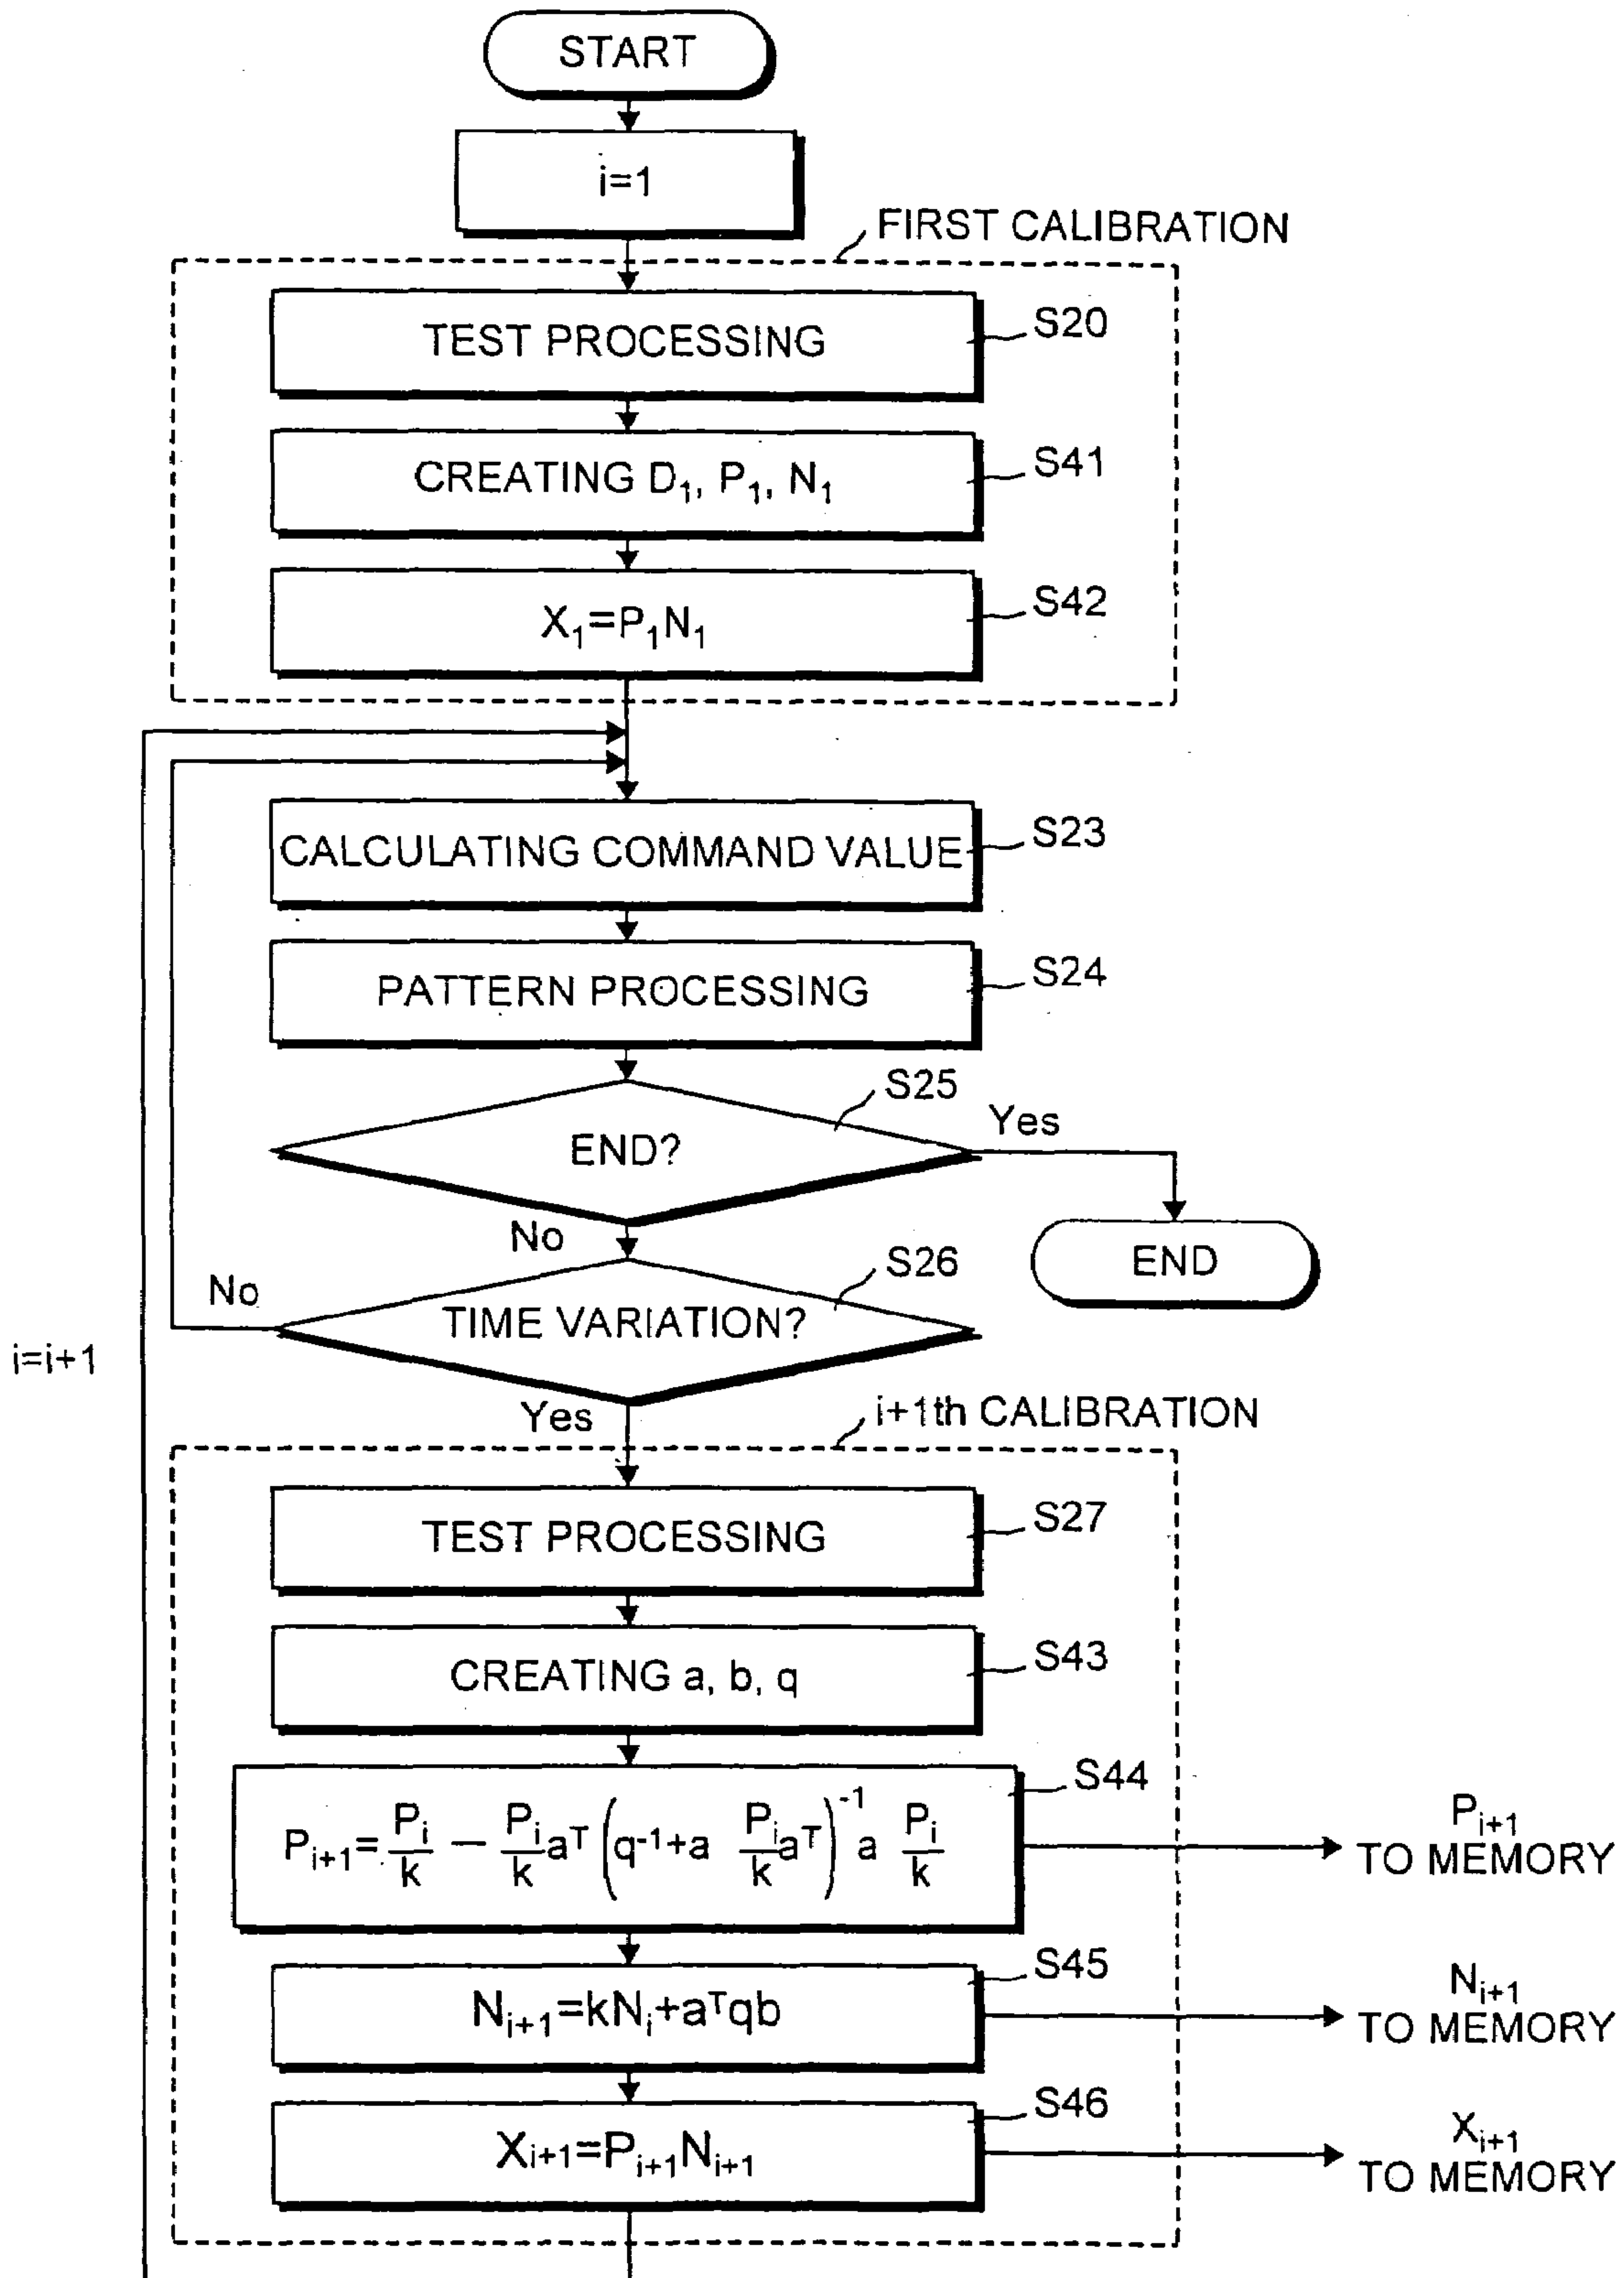 START
i=1
FIRST CALIBRATION
TEST PROCESSING
S20
CREATING D₁, P₁, N₁
S41
X₁=P₁N₁
S42
CALCULATING COMMAND VALUE
S23
PATTERN PROCESSING
S24
S25
END?
Yes
No
END
S26
TIME VARIATION?
No
Yes
i=i+1
i+1th CALIBRATION
TEST PROCESSING
S27
CREATING a, b, q
S43
S44
Pᵢ₊₁= Pᵢ/k − Pᵢ/k aᵀ (q⁻¹+a Pᵢ/k aᵀ)⁻¹ a Pᵢ/k
Pᵢ₊₁
TO MEMORY
S45
Nᵢ₊₁=kNᵢ+aᵀqb
Nᵢ₊₁
TO MEMORY
S46
Xᵢ₊₁=Pᵢ₊₁Nᵢ₊₁
Xᵢ₊₁
TO MEMORY